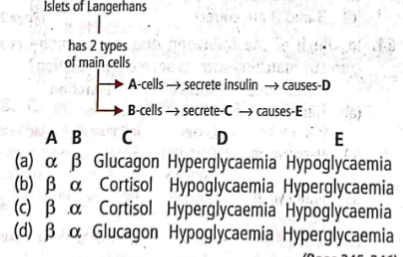 Islets of Langerhans
has 2 types
of main cells
A-cells → secrete insulin → causes-D
B-cells → secrete-C → causes-E
A B C D E
(a) α β Glucagon Hyperglycaemia Hypoglycaemia
(b) β α Cortisol Hypoglycaemia Hyperglycaemia
(c) β α Cortisol Hyperglycaemia Hypoglycaemia
(d) β α Glucagon Hypoglycaemia Hyperglycaemia